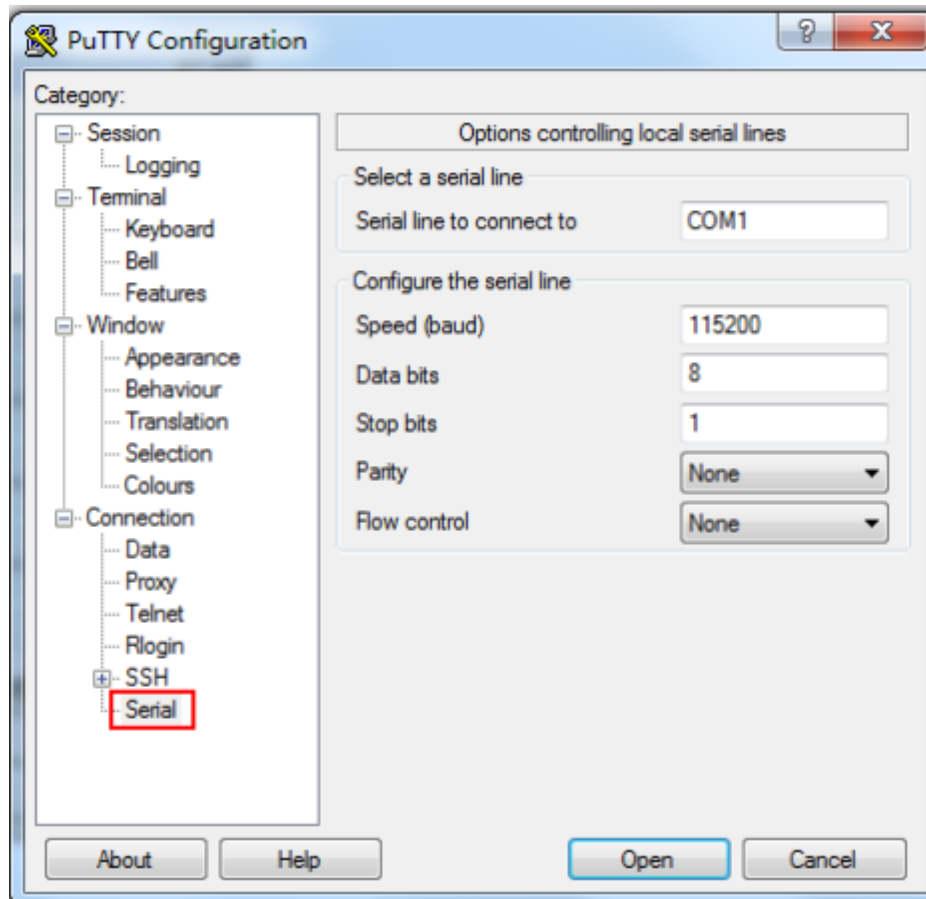 PuTTY Configuration
Category:
Session
Logging
Terminal
Keyboard
Bell
Features
Window
Appearance
Behaviour
Translation
Selection
Colours
Connection
Data
Proxy
Telnet
Rlogin
SSH
Serial
Options controlling local serial lines
Select a serial line
Serial line to connect to COM1
Configure the serial line
Speed (baud) 115200
Data bits 8
Stop bits 1
Parity None
Flow control None
About Help Open Cancel